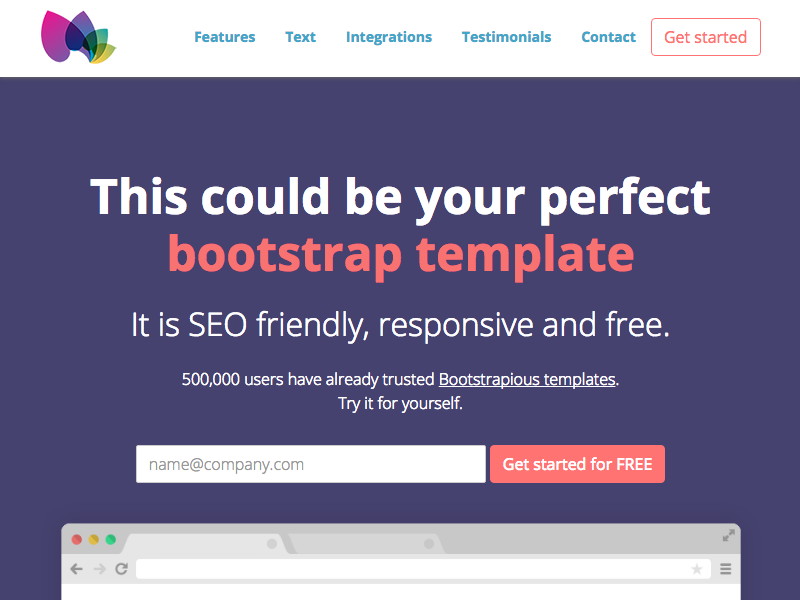 Features Text Integrations Testimonials Contact Get started
This could be your perfect
bootstrap template
It is SEO friendly, responsive and free.
500,000 users have already trusted Bootstrapious templates.
Try it for yourself.
name@company.com Get started for FREE